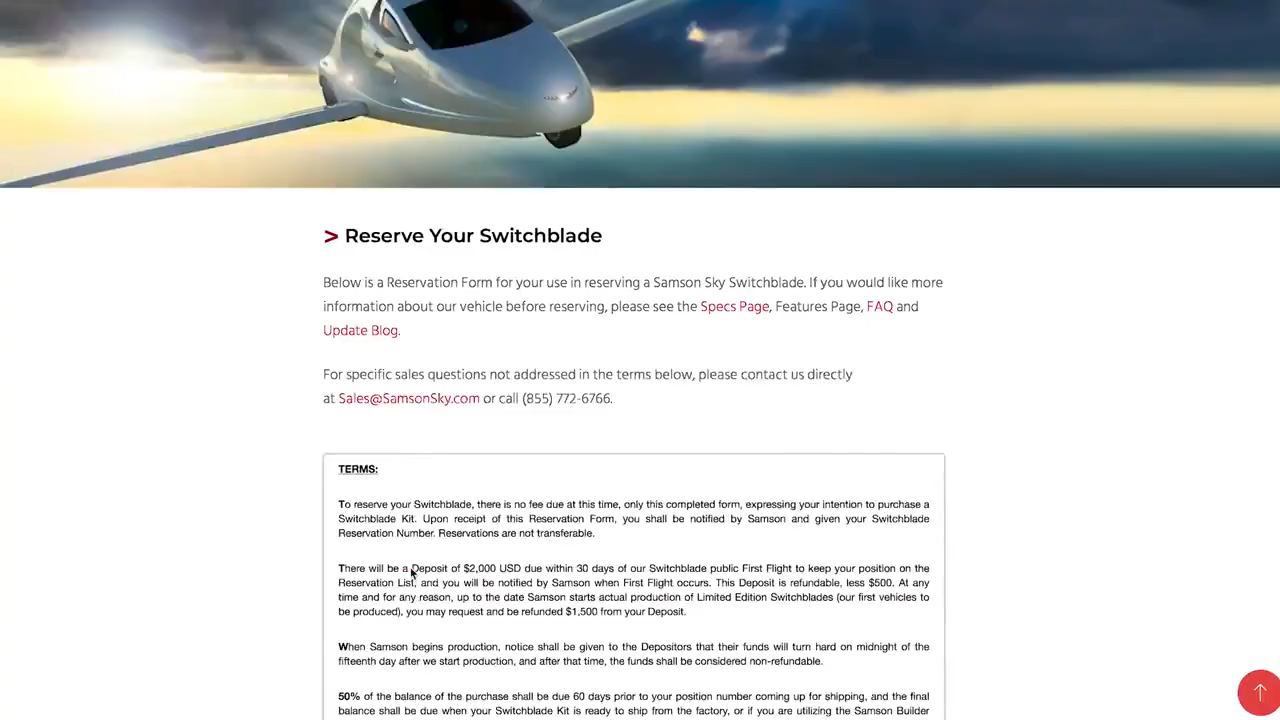 > Reserve Your Switchblade
Below is a Reservation Form for your use in reserving a Samson Sky Switchblade. If you would like more
information about our vehicle before reserving, please see the Specs Page, Features Page, FAQ and
Update Blog.
For specific sales questions not addressed in the terms below, please contact us directly
at Sales@SamsonSky.com or call (855) 772-6766.
TERMS:
To reserve your Switchblade, there is no fee due at this time, only this completed form, expressing your intention to purchase a
Switchblade Kit. Upon receipt of this Reservation Form, you shall be notified by Samson and given your Switchblade
Reservation Number. Reservations are not transferable.
There will be a Deposit of $2,000 USD due within 30 days of our Switchblade public First Flight to keep your position on the
Reservation List, and you will be notified by Samson when First Flight occurs. This Deposit is refundable, less $500. At any
time and for any reason, up to the date Samson starts actual production of Limited Edition Switchblades (our first vehicles to
be produced), you may request and be refunded $1,500 from your Deposit.
When Samson begins production, notice shall be given to the Depositors that their funds will turn hard on midnight of the
fifteenth day after we start production, and after that time, the funds shall be considered non-refundable.
50% of the balance of the purchase shall be due 60 days prior to your position number coming up for shipping, and the final
balance shall be due when your Switchblade Kit is ready to ship from the factory, or if you are utilizing the Samson Builder